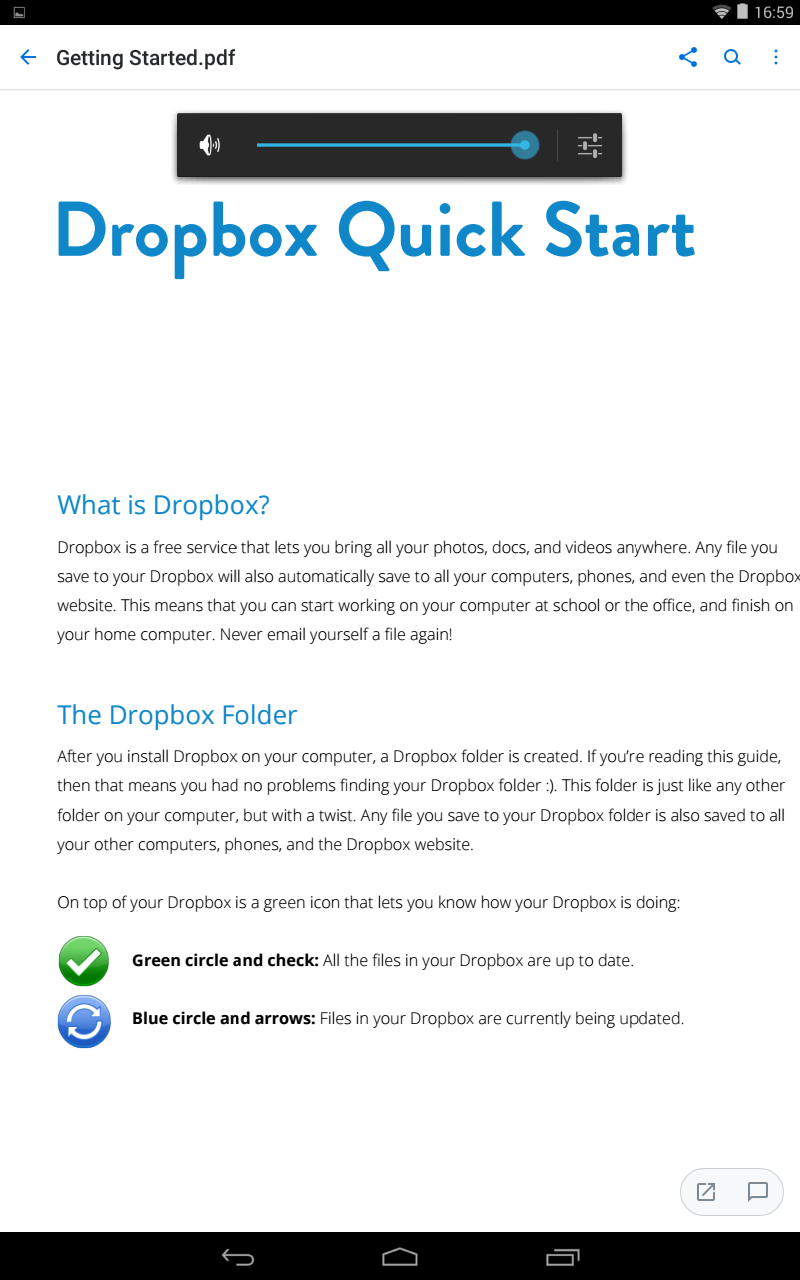 16:59
Getting Started.pdf
Dropbox Quick Start
What is Dropbox?
Dropbox is a free service that lets you bring all your photos, docs, and videos anywhere. Any file you
save to your Dropbox will also automatically save to all your computers, phones, and even the Dropbox
website. This means that you can start working on your computer at school or the office, and finish on
your home computer. Never email yourself a file again!
The Dropbox Folder
After you install Dropbox on your computer, a Dropbox folder is created. If you’re reading this guide,
then that means you had no problems finding your Dropbox folder :). This folder is just like any other
folder on your computer, but with a twist. Any file you save to your Dropbox folder is also saved to all
your other computers, phones, and the Dropbox website.
On top of your Dropbox is a green icon that lets you know how your Dropbox is doing:
Green circle and check: All the files in your Dropbox are up to date.
Blue circle and arrows: Files in your Dropbox are currently being updated.